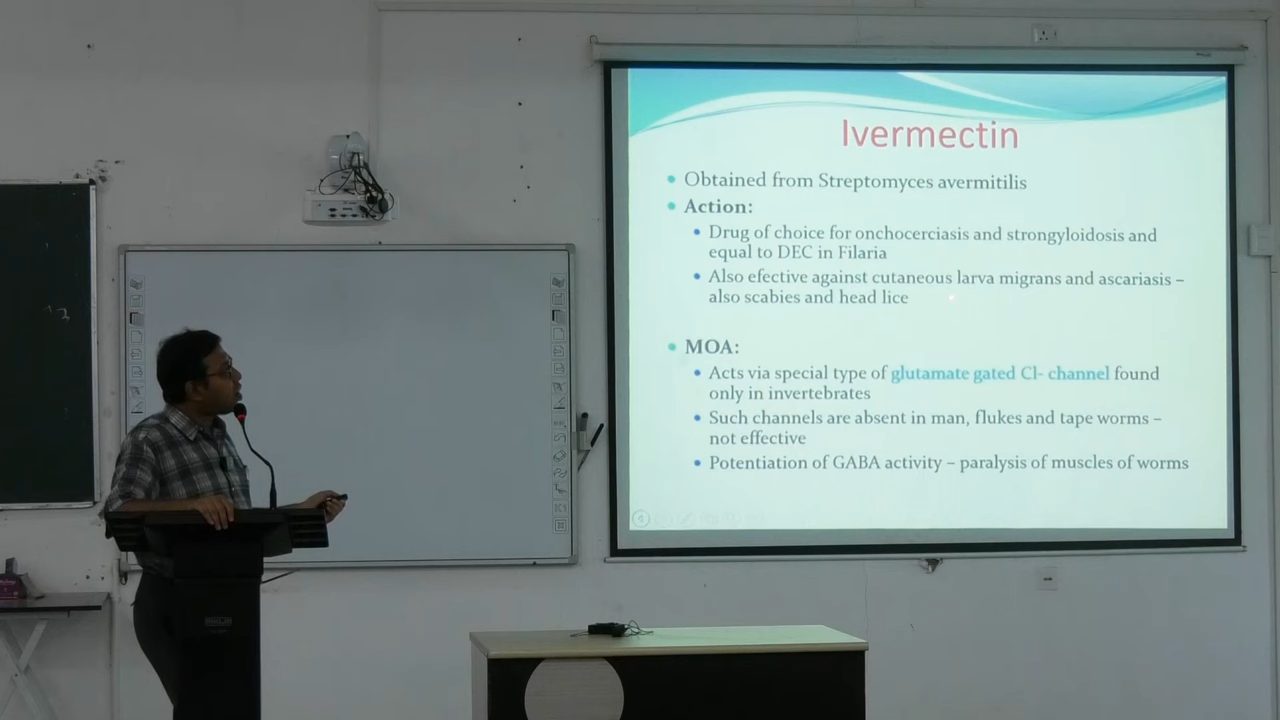 Ivermectin
Obtained from Streptomyces avermitilis
Action:
Drug of choice for onchocerciasis and strongyloidosis and
equal to DEC in Filaria
Also efective against cutaneous larva migrans and ascariasis –
also scabies and head lice
MOA:
Acts via special type of glutamate gated Cl- channel found
only in invertebrates
Such channels are absent in man, flukes and tape worms –
not effective
Potentiation of GABA activity – paralysis of muscles of worms